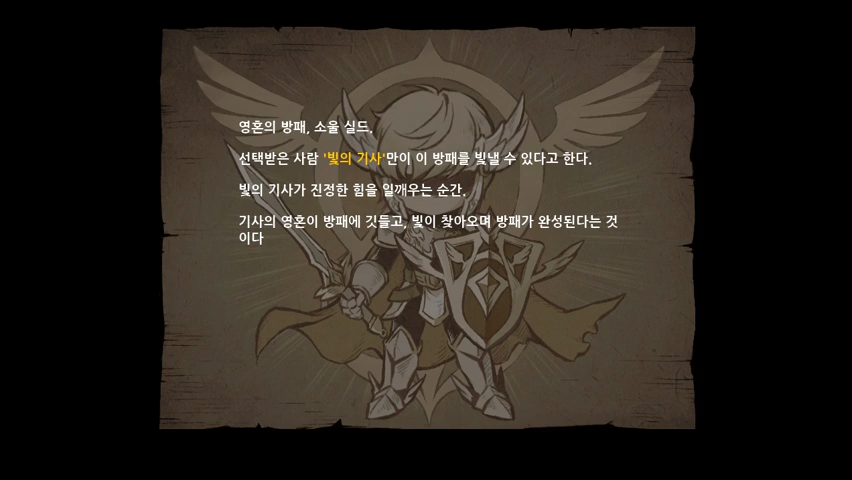 영혼의 방패, 소울 실드.
선택받은 사람 '빛의 기사'만이 이 방패를 빛낼 수 있다고 한다.
빛의 기사가 진정한 힘을 일깨우는 순간.
기사의 영혼이 방패에 깃들고, 빛이 찾아오며 방패가 완성된다는 것
이다